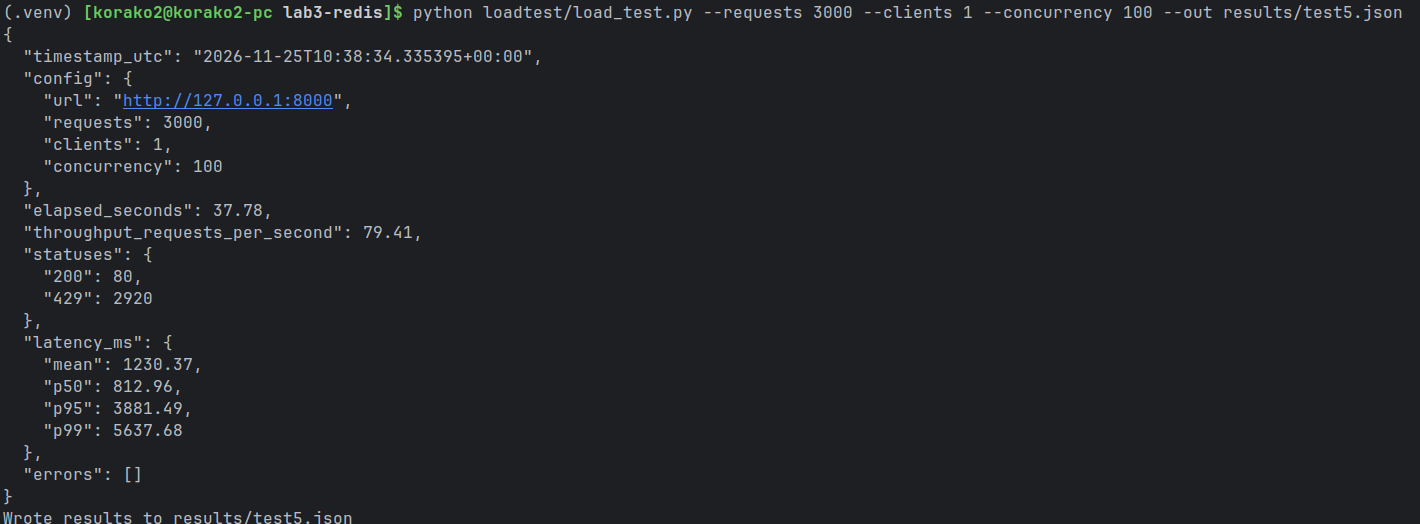 (.venv) [korako2@korako2-pc lab3-redis]$ python loadtest/load_test.py --requests 3000 --clients 1 --concurrency 100 --out results/test5.json
{
  "timestamp_utc": "2026-11-25T10:38:34.335395+00:00",
  "config": {
    "url": "http://127.0.0.1:8000",
    "requests": 3000,
    "clients": 1,
    "concurrency": 100
  },
  "elapsed_seconds": 37.78,
  "throughput_requests_per_second": 79.41,
  "statuses": {
    "200": 80,
    "429": 2920
  },
  "latency_ms": {
    "mean": 1230.37,
    "p50": 812.96,
    "p95": 3881.49,
    "p99": 5637.68
  },
  "errors": []
}
Wrote results to results/test5.json